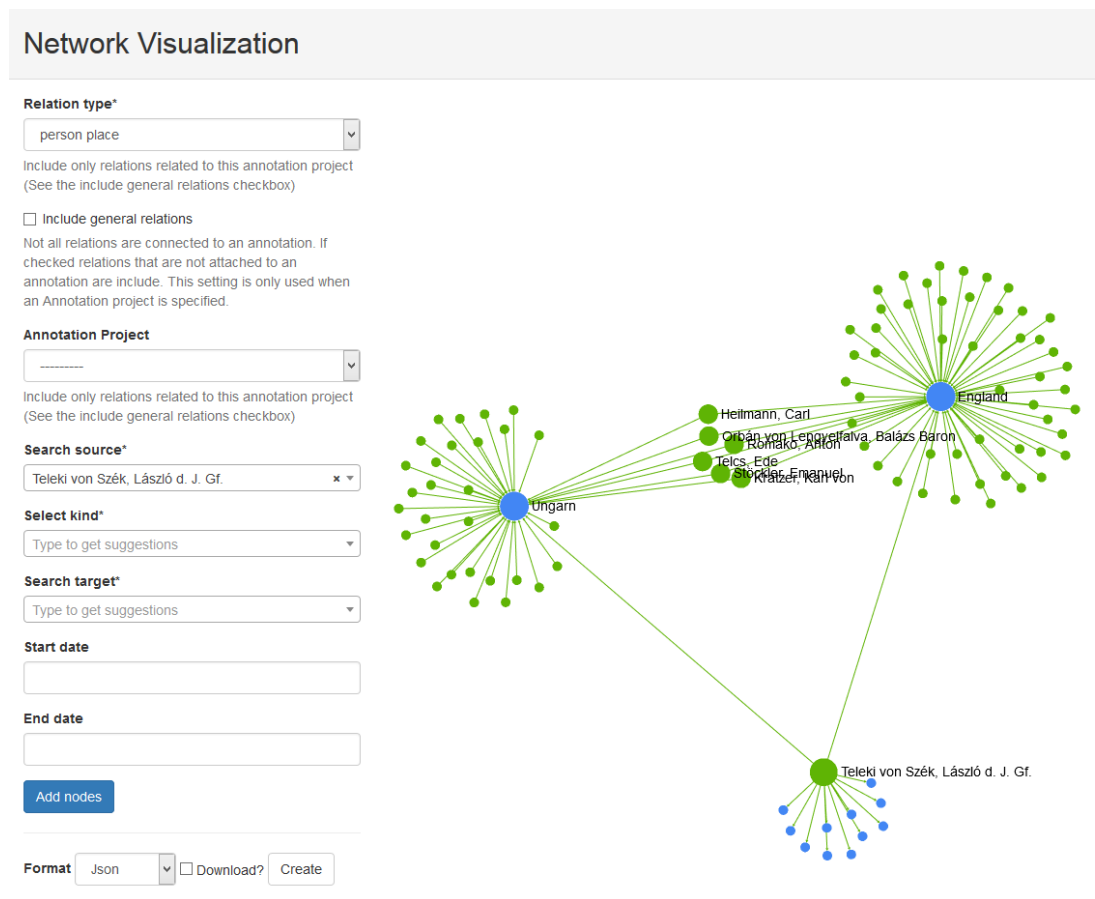 Network Visualization
Relation type*
person place
Include only relations related to this annotation project
(See the include general relations checkbox)
Include general relations
Not all relations are connected to an annotation. If
checked relations that are not attached to an
annotation are include. This setting is only used when
an Annotation project is specified.
Annotation Project
---------
Include only relations related to this annotation project
(See the include general relations checkbox)
Search source*
Teleki von Szék, László d. J. Gf. ×
Select kind*
Type to get suggestions
Search target*
Type to get suggestions
Start date
End date
Add nodes
Format Json Download? Create
England
Heilmann, Carl
Orbán von Lengyelfalva, Balázs Baron
Romako, Anton
Telcs, Ede
Stöckler, Emanuel
Kratzer, Karl von
Ungarn
Teleki von Szék, László d. J. Gf.